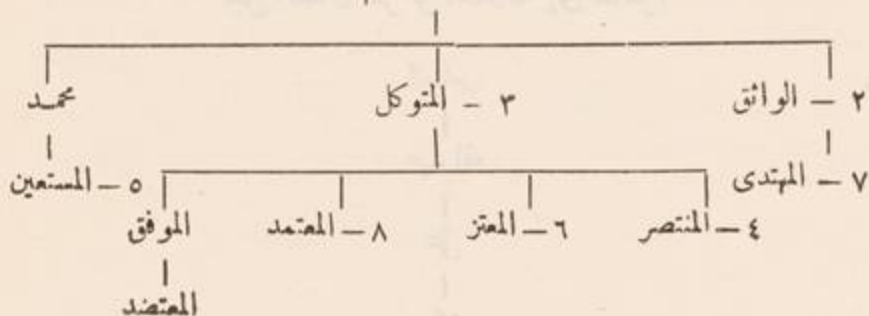 ٢ – الواثق ٣ – المتوكل محمد
٧ – المهتدى ٥ – المستعين
٤ – المنتصر ٦ – المعتز ٨ – المعتمد الموفق
المعتضد